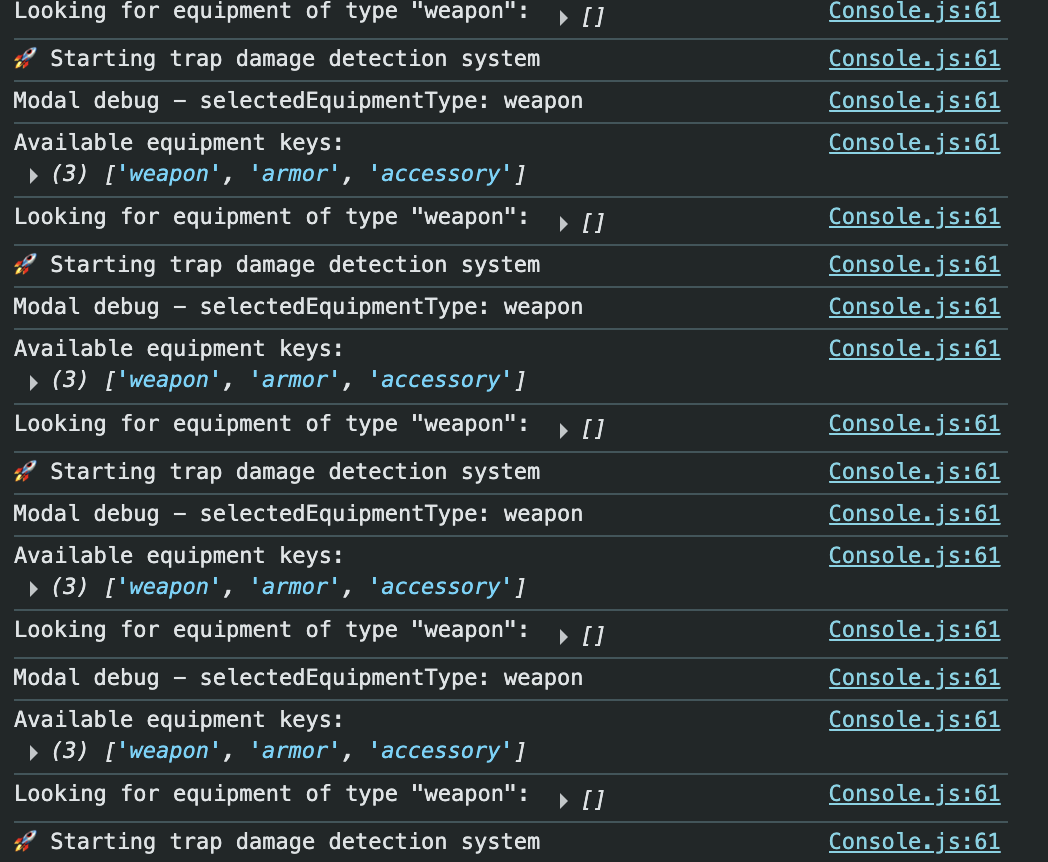 Looking for equipment of type "weapon": ▶ [] Console.js:61
🚀 Starting trap damage detection system Console.js:61
Modal debug – selectedEquipmentType: weapon Console.js:61
Available equipment keys: Console.js:61
▶ (3) ['weapon', 'armor', 'accessory']
Looking for equipment of type "weapon": ▶ [] Console.js:61
🚀 Starting trap damage detection system Console.js:61
Modal debug – selectedEquipmentType: weapon Console.js:61
Available equipment keys: Console.js:61
▶ (3) ['weapon', 'armor', 'accessory']
Looking for equipment of type "weapon": ▶ [] Console.js:61
🚀 Starting trap damage detection system Console.js:61
Modal debug – selectedEquipmentType: weapon Console.js:61
Available equipment keys: Console.js:61
▶ (3) ['weapon', 'armor', 'accessory']
Looking for equipment of type "weapon": ▶ [] Console.js:61
Modal debug – selectedEquipmentType: weapon Console.js:61
Available equipment keys: Console.js:61
▶ (3) ['weapon', 'armor', 'accessory']
Looking for equipment of type "weapon": ▶ [] Console.js:61
🚀 Starting trap damage detection system Console.js:61